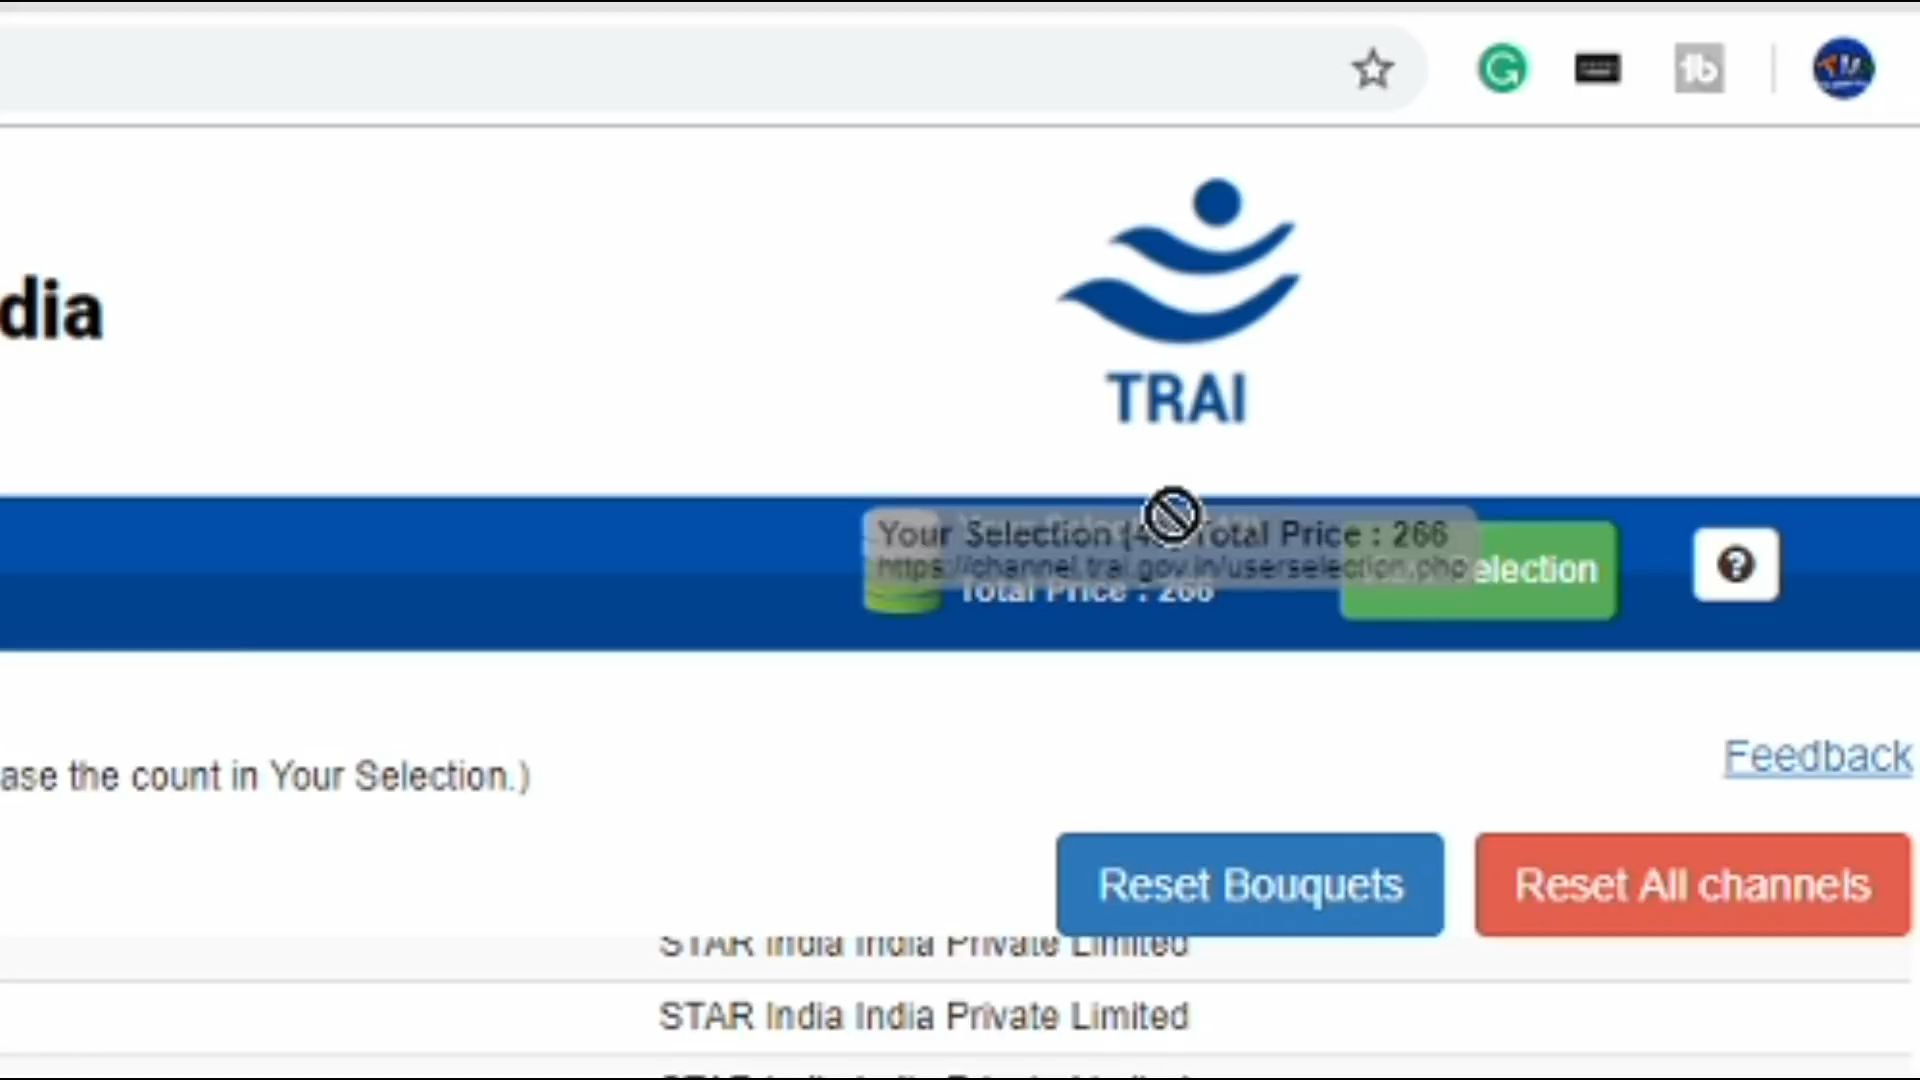 dia
TRAI
Your Selection (4 Total Price : 266
https://channel.trai.gov.in/userselection.php
election
Total Price : 266
Feedback
ase the count in Your Selection.)
Reset Bouquets
Reset All channels
STAR India India Private Limited
STAR India India Private Limited